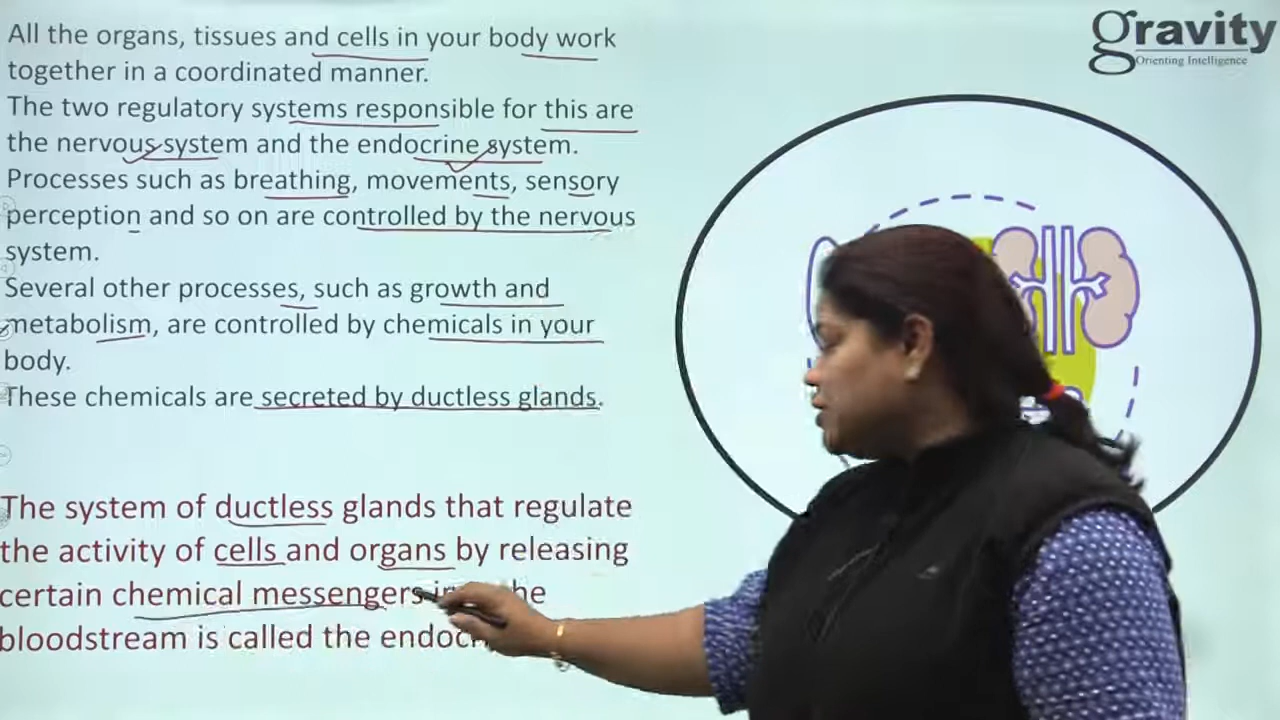 All the organs, tissues and cells in your body work
together in a coordinated manner.
The two regulatory systems responsible for this are
the nervous system and the endocrine system.
Processes such as breathing, movements, sensory
perception and so on are controlled by the nervous
system.
Several other processes, such as growth and
metabolism, are controlled by chemicals in your
body.
These chemicals are secreted by ductless glands.
The system of ductless glands that regulate
the activity of cells and organs by releasing
certain chemical messengers
bloodstream is called the
gravity
Orienting Intelligence